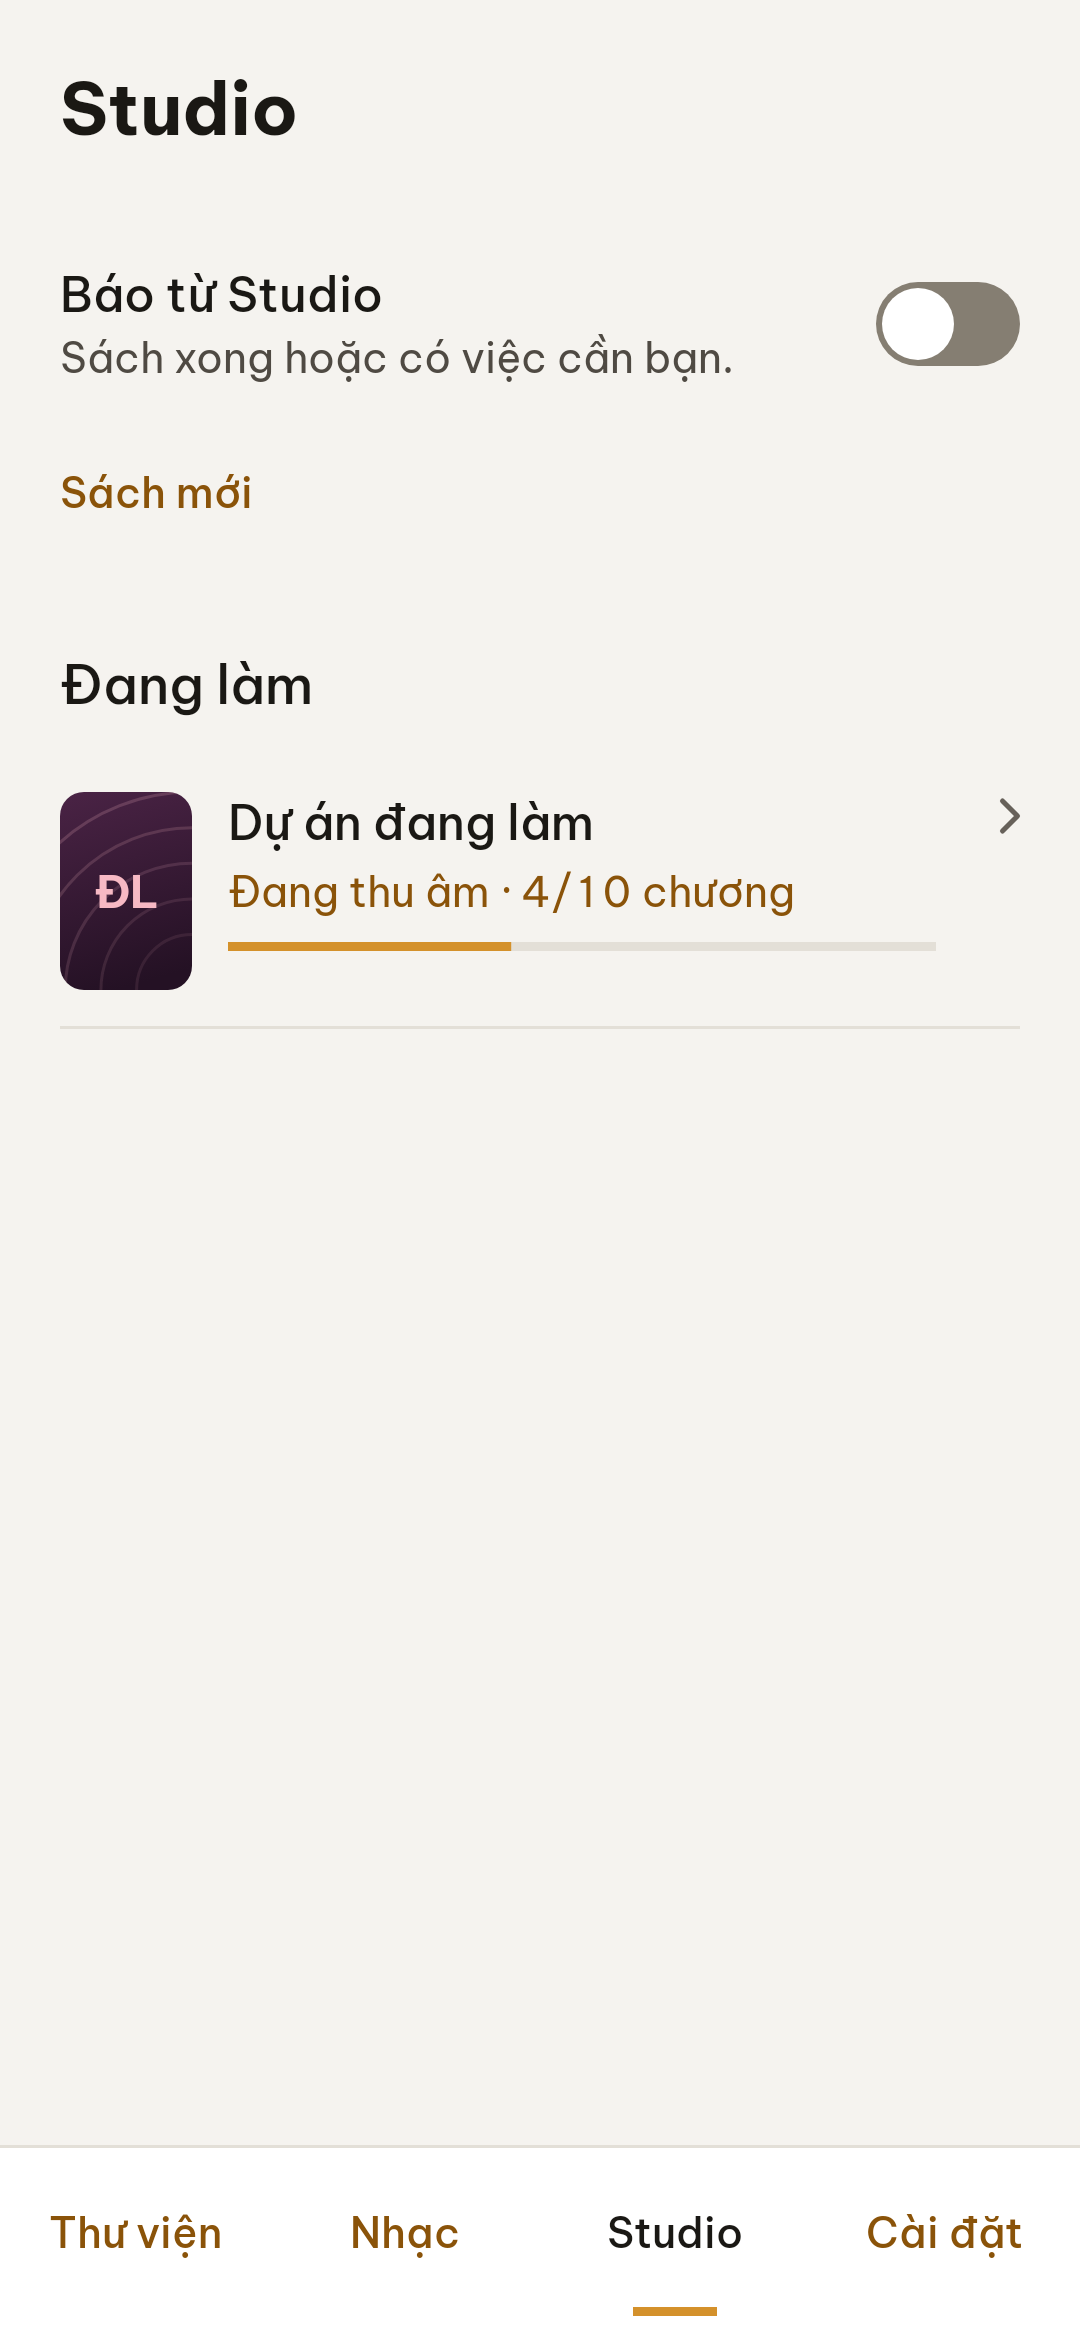 Studio
Báo từ Studio
Sách xong hoặc có việc cần bạn.
Sách mới
Đang làm
ĐL
Dự án đang làm
Đang thu âm · 4/10 chương
Thư viện
Nhạc
Studio
Cài đặt